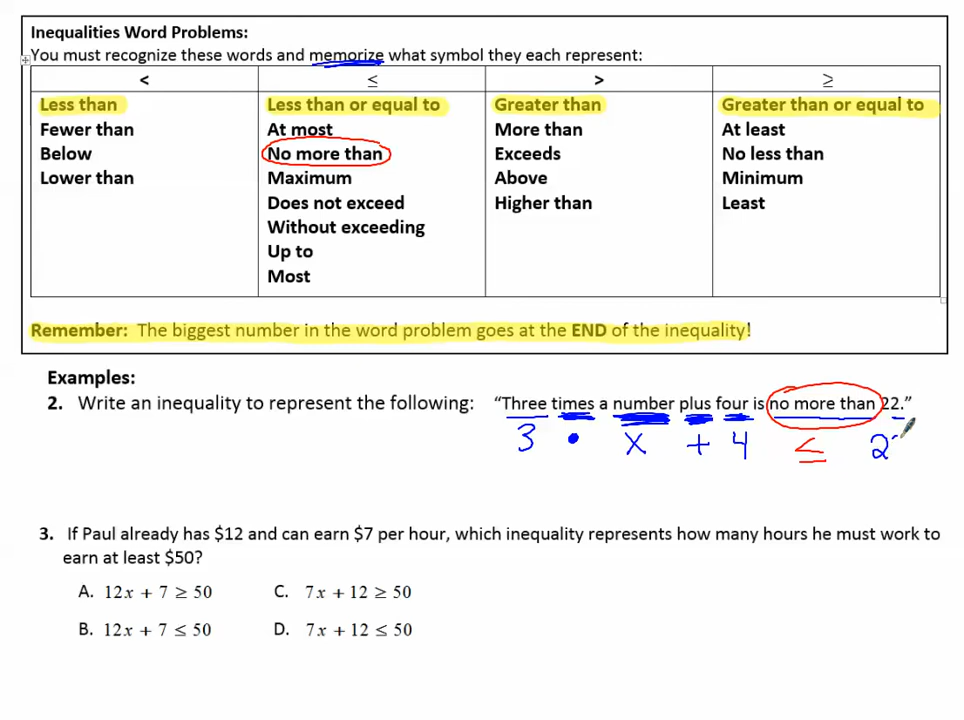 Inequalities Word Problems:
You must recognize these words and memorize what symbol they each represent:
< ≤ > ≥
Less than Less than or equal to Greater than Greater than or equal to
Fewer than At most More than At least
Below No more than Exceeds No less than
Lower than Maximum Above Minimum
Does not exceed Higher than Least
Without exceeding
Up to
Most
Remember: The biggest number in the word problem goes at the END of the inequality!
Examples:
2. Write an inequality to represent the following: “Three times a number plus four is no more than 22.”
3 • x + 4 ≤ 2
3. If Paul already has $12 and can earn $7 per hour, which inequality represents how many hours he must work to
earn at least $50?
A. 12x + 7 ≥ 50 C. 7x + 12 ≥ 50
B. 12x + 7 ≤ 50 D. 7x + 12 ≤ 50